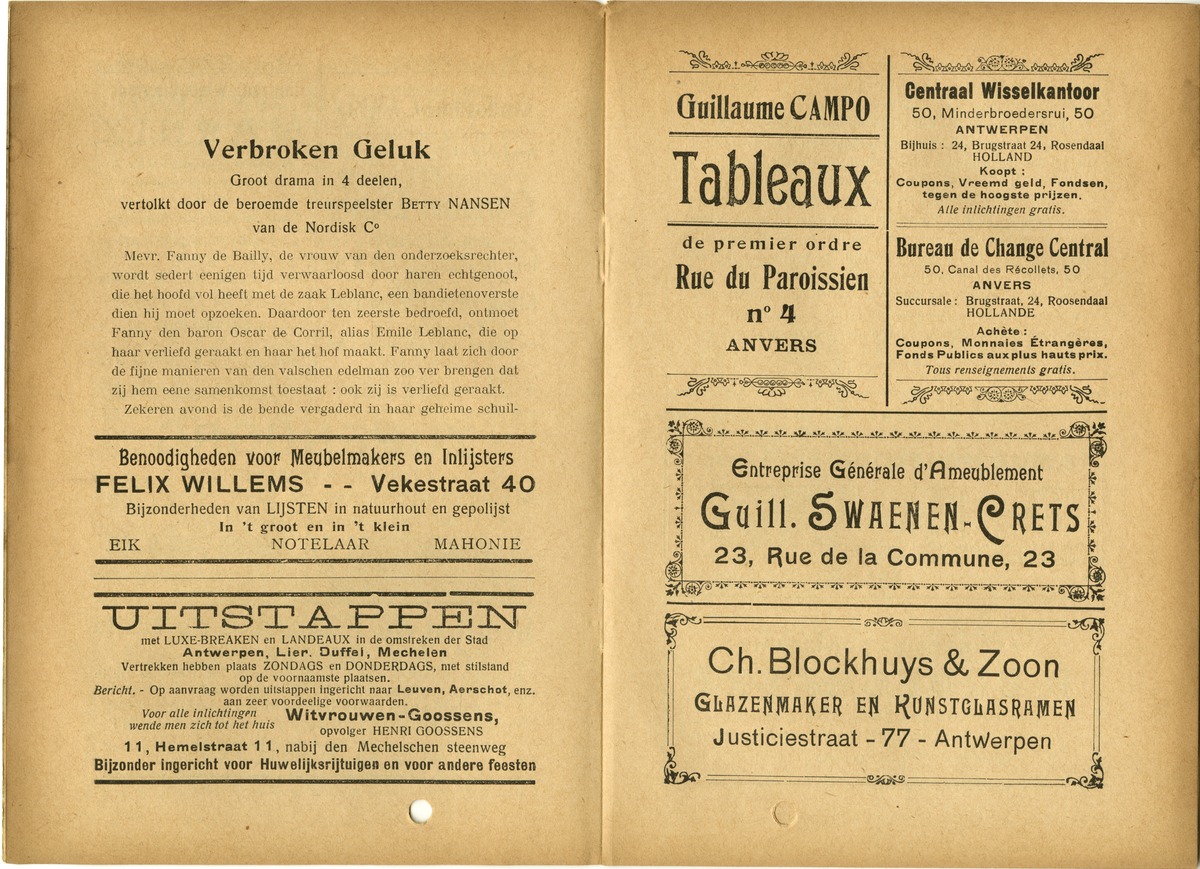 Verbroken Geluk
Groot drama in 4 deelen,
vertolkt door de beroemde treurspeelster BETTY NANSEN
van de Nordisk Cº
Mevr. Fanny de Bailly, de vrouw van den onderzoeksrechter,
wordt sedert eenigen tijd verwaarloosd door haren echtgenoot,
die het hoofd vol heeft met de zaak Leblanc, een bandietenoverste
dien hij moet opzoeken. Daardoor ten zeerste bedroefd, ontmoet
Fanny den baron Oscar de Corril, alias Emile Leblanc, die op
haar verliefd geraakt en haar het hof maakt. Fanny laat zich door
de fijne manieren van den valschen edelman zoo ver brengen dat
zij hem eene samenkomst toestaat : ook zij is verliefd geraakt.
Zekeren avond is de bende vergaderd in haar geheime schuil-
Benoodigheden voor Meubelmakers en Inlijsters
FELIX WILLEMS - - Vekestraat 40
Bijzonderheden van LIJSTEN in natuurhout en gepolijst
In 't groot en in 't klein
EIK NOTELAAR MAHONIE
UITSTAPPEN
met LUXE-BREAKEN en LANDEAUX in de omstreken der Stad
Antwerpen, Lier. Duffel, Mechelen
Vertrekken hebben plaats ZONDAGS en DONDERDAGS, met stilstand
op de voornaamste plaatsen.
Bericht. - Op aanvraag worden uitstappen ingericht naar Leuven, Aerschot, enz.
aan zeer voordeelige voorwaarden.
Voor alle inlichtingen
wende men zich tot het huis
Witvrouwen-Goossens,
opvolger HENRI GOOSSENS
11, Hemelstraat 11, nabij den Mechelschen steenweg
Bijzonder ingericht voor Huwelijksrijtuigen en voor andere feesten
Guillaume CAMPO
Tableaux
de premier ordre
Rue du Paroissien
nº 4
ANVERS
Centraal Wisselkantoor
50, Minderbroedersrui, 50
ANTWERPEN
Bijhuis : 24, Brugstraat 24, Rosendaal
HOLLAND
Koopt :
Coupons, Vreemd geld, Fondsen,
tegen de hoogste prijzen.
Alle inlichtingen gratis.
Bureau de Change Central
50, Canal des Récollets, 50
ANVERS
Succursale : Brugstraat, 24, Roosendaal
HOLLANDE
Achète :
Coupons, Monnaies Étrangères,
Fonds Publics aux plus hauts prix.
Tous renseignements gratis.
Entreprise Générale d'Ameublement
Guill. SWAENEN-CRETS
23, Rue de la Commune, 23
Ch. Blockhuys & Zoon
GLAZENMAKER EN KUNSTGLASRAMEN
Justiciestraat - 77 - Antwerpen